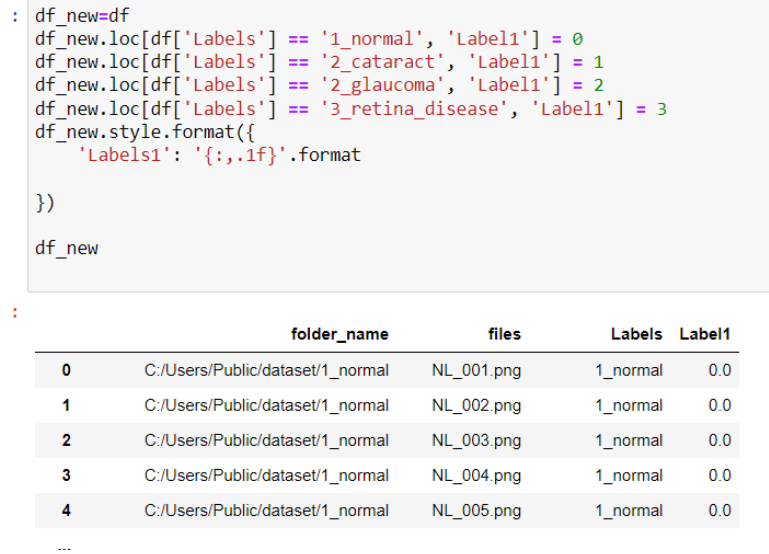 : df_new=df
df_new.loc[df['Labels'] == '1_normal', 'Label1'] = 0
df_new.loc[df['Labels'] == '2_cataract', 'Label1'] = 1
df_new.loc[df['Labels'] == '2_glaucoma', 'Label1'] = 2
df_new.loc[df['Labels'] == '3_retina_disease', 'Label1'] = 3
df_new.style.format({
'Labels1': '{:,.1f}'.format
})
df_new
:
folder_name files Labels Label1
0 C:/Users/Public/dataset/1_normal NL_001.png 1_normal 0.0
1 C:/Users/Public/dataset/1_normal NL_002.png 1_normal 0.0
2 C:/Users/Public/dataset/1_normal NL_003.png 1_normal 0.0
3 C:/Users/Public/dataset/1_normal NL_004.png 1_normal 0.0
4 C:/Users/Public/dataset/1_normal NL_005.png 1_normal 0.0
...